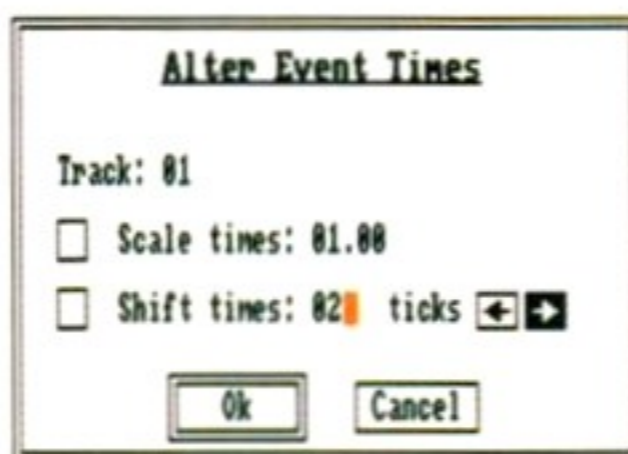 Alter Event Times
Track: 01
Scale times: 01.00
Shift times: 02 ticks
Ok Cancel